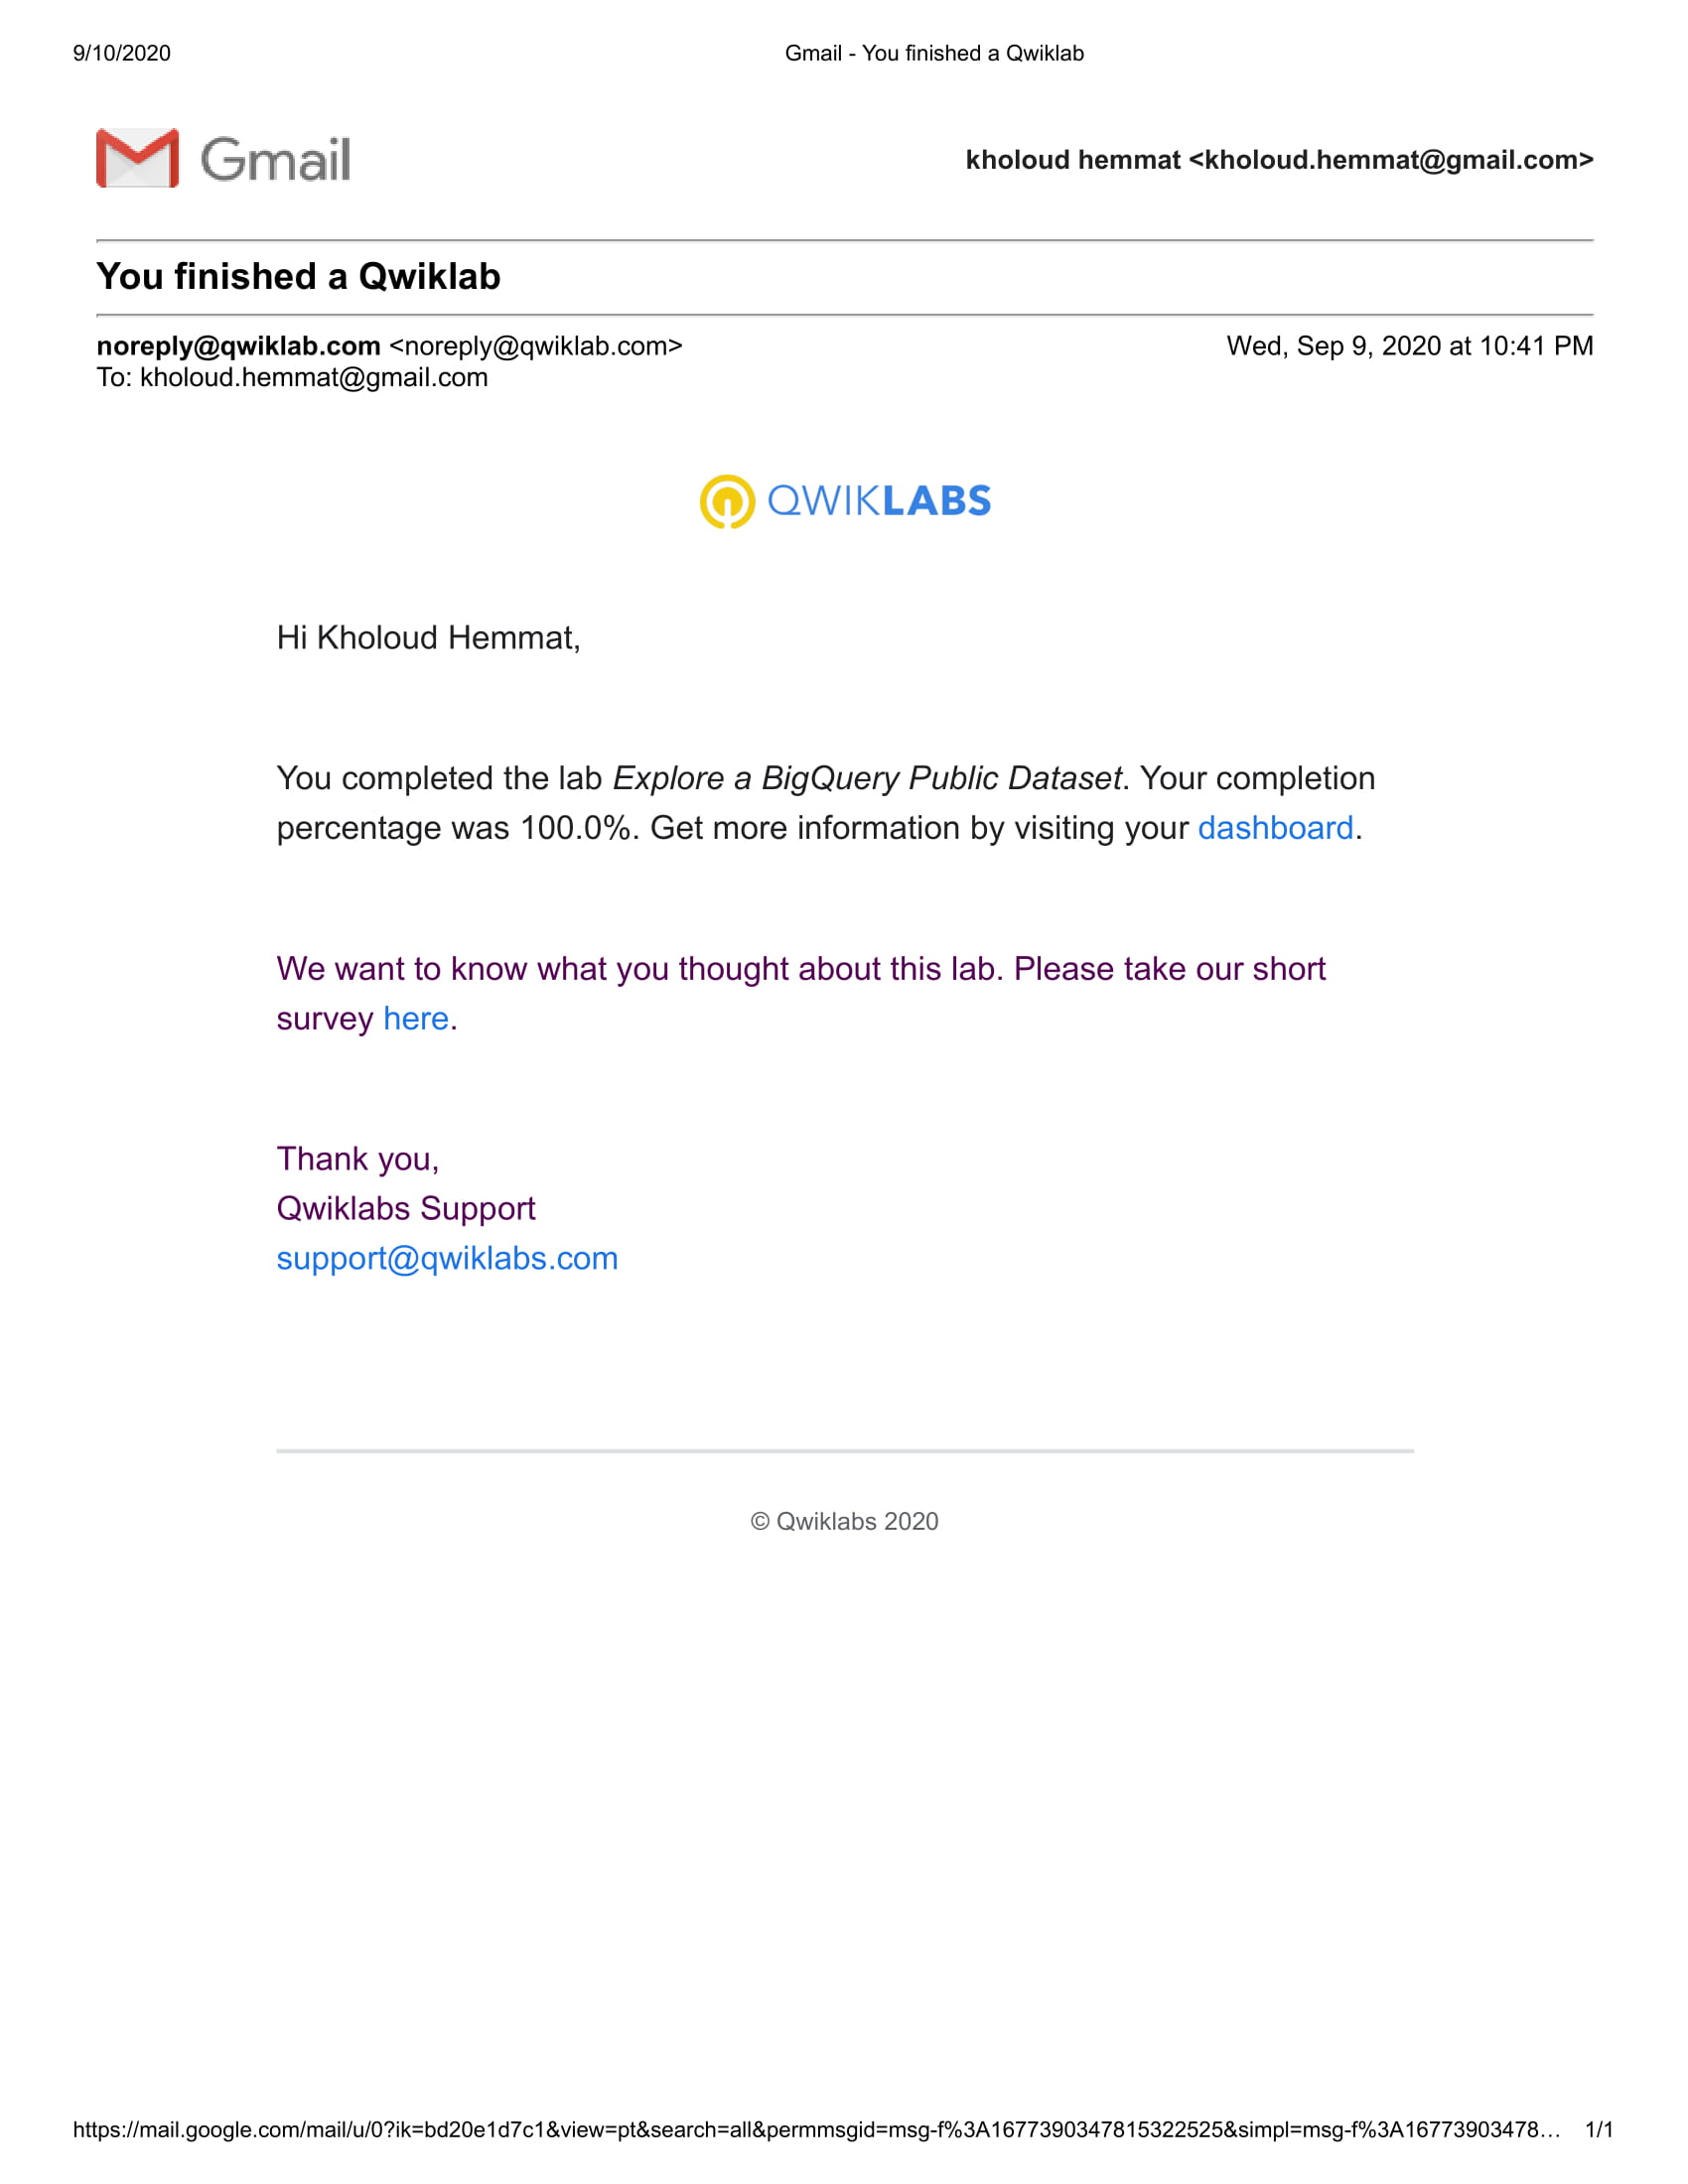 9/10/2020 Gmail - You finished a Qwiklab
Gmail kholoud hemmat <kholoud.hemmat@gmail.com>
You finished a Qwiklab
noreply@qwiklab.com <noreply@qwiklab.com> Wed, Sep 9, 2020 at 10:41 PM
To: kholoud.hemmat@gmail.com
QWIKLABS
Hi Kholoud Hemmat,
You completed the lab Explore a BigQuery Public Dataset. Your completion
percentage was 100.0%. Get more information by visiting your dashboard.
We want to know what you thought about this lab. Please take our short
survey here.
Thank you,
Qwiklabs Support
support@qwiklabs.com
© Qwiklabs 2020
https://mail.google.com/mail/u/0?ik=bd20e1d7c1&view=pt&search=all&permmsgid=msg-f%3A1677390347815322525&simpl=msg-f%3A16773903478… 1/1